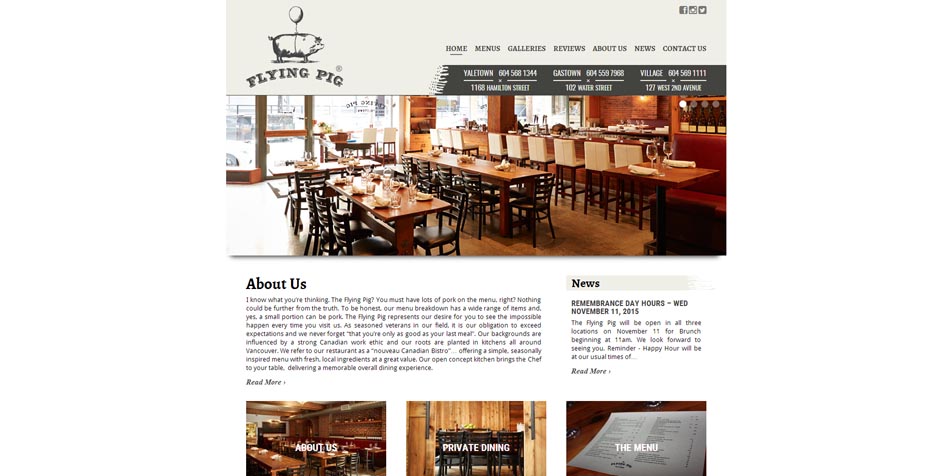 FLYING PIG ®
HOME MENUS GALLERIES REVIEWS ABOUT US NEWS CONTACT US
YALETOWN 604 568 1344
1168 HAMILTON STREET
GASTOWN 604 559 7968
102 WATER STREET
VILLAGE 604 569 1111
127 WEST 2ND AVENUE
About Us
I know what you're thinking. The Flying Pig? You must have lots of pork on the menu, right? Nothing
could be further from the truth. To be honest, our menu breakdown has a wide range of items and,
yes, a small portion can be pork. The Flying Pig represents our desire for you to see the impossible
happen every time you visit us. As seasoned veterans in our field, it is our obligation to exceed
expectations and we never forget "that you're only as good as your last meal". Our backgrounds are
influenced by a strong Canadian work ethic and our roots are planted in kitchens all around
Vancouver. We refer to our restaurant as a "nouveau Canadian Bistro"... offering a simple, seasonally
inspired menu with fresh, local ingredients at a great value. Our open concept kitchen brings the Chef
to your table, delivering a memorable overall dining experience.
Read More ›
News
REMEMBRANCE DAY HOURS – WED
NOVEMBER 11, 2015
The Flying Pig will be open in all three
locations on November 11 for Brunch
beginning at 11am. We look forward to
seeing you. Reminder - Happy Hour will be
at our usual times of...
Read More ›
ABOUT US
PRIVATE DINING
THE MENU